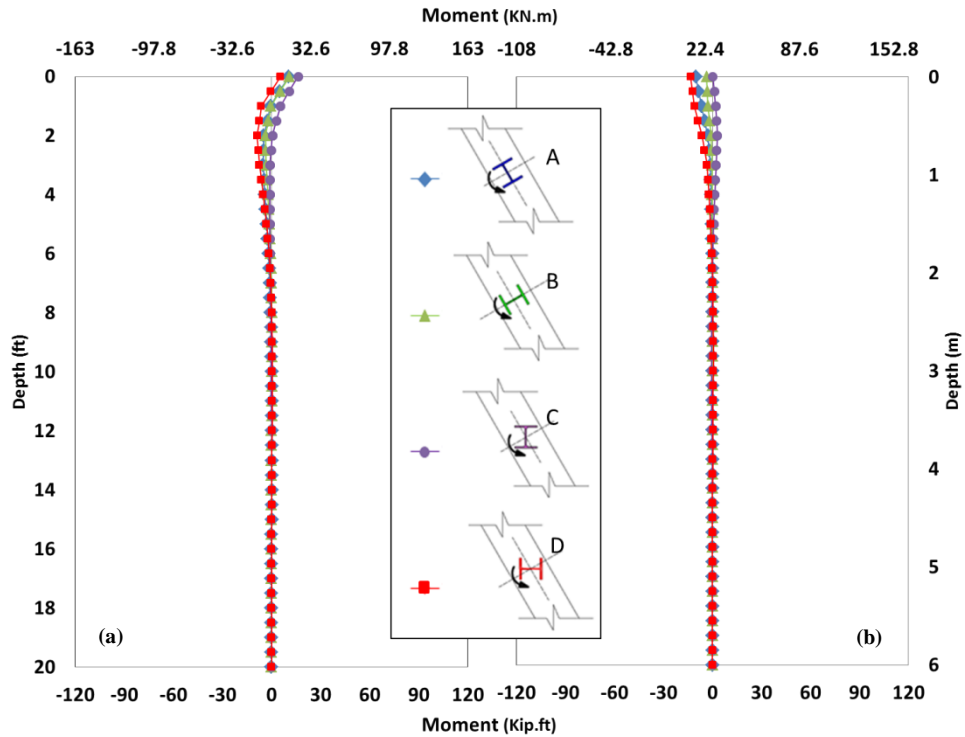 Moment (KN.m)
-163 -97.8 -32.6 32.6 97.8 163 -108 -42.8 22.4 87.6 152.8
0
2
4
6
8
10
12
14
16
18
20
Depth (ft)
(a)
A
B
C
D
(b)
0
1
2
3
4
5
6
Depth (m)
-120 -90 -60 -30 0 30 60 90 120 -120 -90 -60 -30 0 30 60 90 120
Moment (Kip.ft)